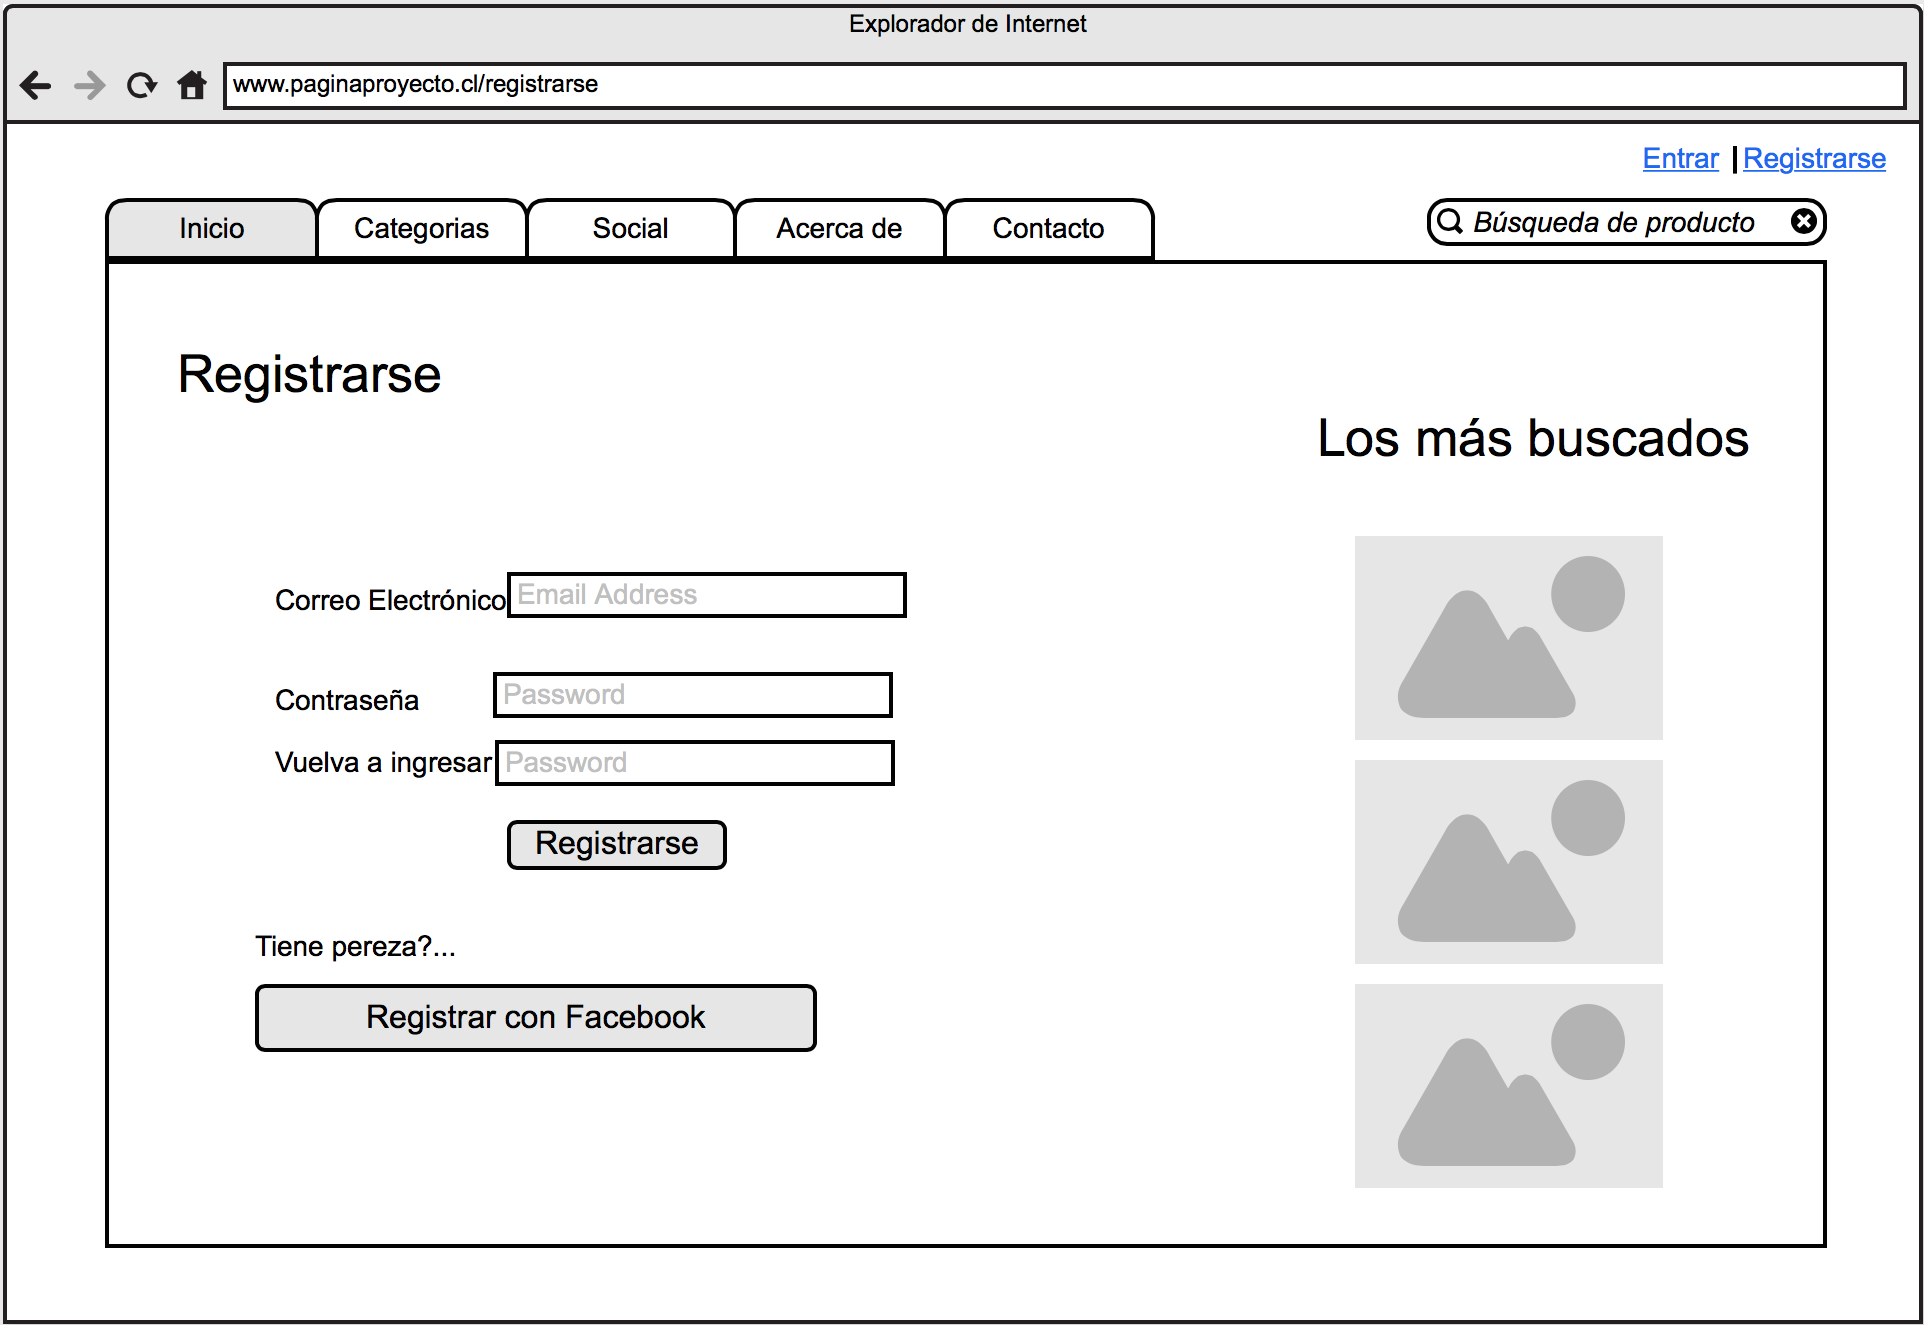 Explorador de Internet
www.paginaproyecto.cl/registrarse
Entrar | Registrarse
Inicio Categorias Social Acerca de Contacto Búsqueda de producto
Registrarse
Los más buscados
Correo Electrónico Email Address
Contraseña Password
Vuelva a ingresar Password
Registrarse
Tiene pereza?...
Registrar con Facebook